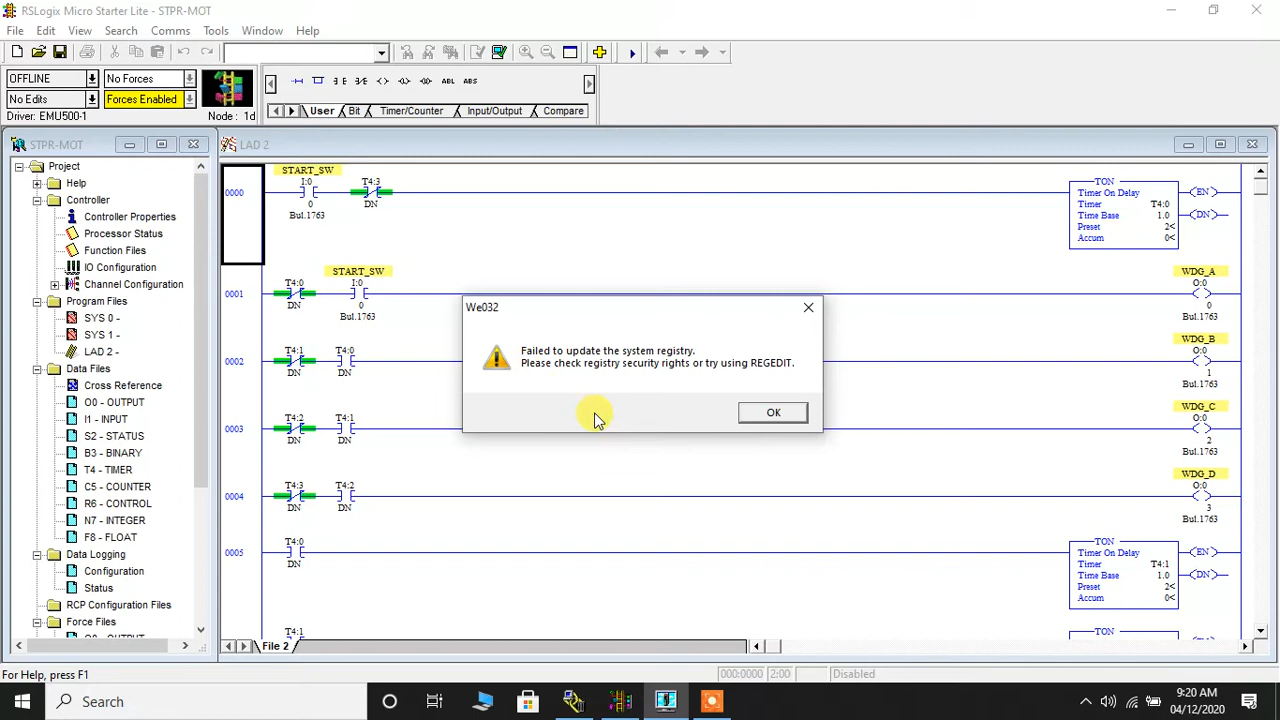 RSLogix Micro Starter Lite - STPR-MOT
File Edit View Search Comms Tools Window Help
OFFLINE No Forces
No Edits Forces Enabled
Driver: EMU500-1 Node : 1d
ABL ABS
User Bit Timer/Counter Input/Output Compare
STPR-MOT
Project
Help
Controller
Controller Properties
Processor Status
Function Files
IO Configuration
Channel Configuration
Program Files
SYS 0 -
SYS 1 -
LAD 2 -
Data Files
Cross Reference
O0 - OUTPUT
I1 - INPUT
S2 - STATUS
B3 - BINARY
T4 - TIMER
C5 - COUNTER
R6 - CONTROL
N7 - INTEGER
F8 - FLOAT
Data Logging
Configuration
Status
RCP Configuration Files
Force Files
LAD 2
START_SW
I:0 T4:3
0000
0 DN
Bul.1763
TON
Timer On Delay EN
Timer T4:0
Time Base 1.0 DN
Preset 2<
Accum 0<
START_SW WDG_A
T4:0 I:0 O:0
0001
DN 0 0
Bul.1763 Bul.1763
WDG_B
T4:1 T4:0 O:0
0002
DN DN 1
Bul.1763
WDG_C
T4:2 T4:1 O:0
0003
DN DN 2
Bul.1763
WDG_D
T4:3 T4:2 O:0
0004
DN DN 3
Bul.1763
T4:0
0005
DN
TON
Timer On Delay EN
Timer T4:1
Time Base 1.0 DN
Preset 2<
Accum 0<
T4:1 TON
File 2
We032
Failed to update the system registry.
Please check registry security rights or try using REGEDIT.
OK
For Help, press F1
000:0000 2:00 Disabled
Search
9:20 AM
04/12/2020